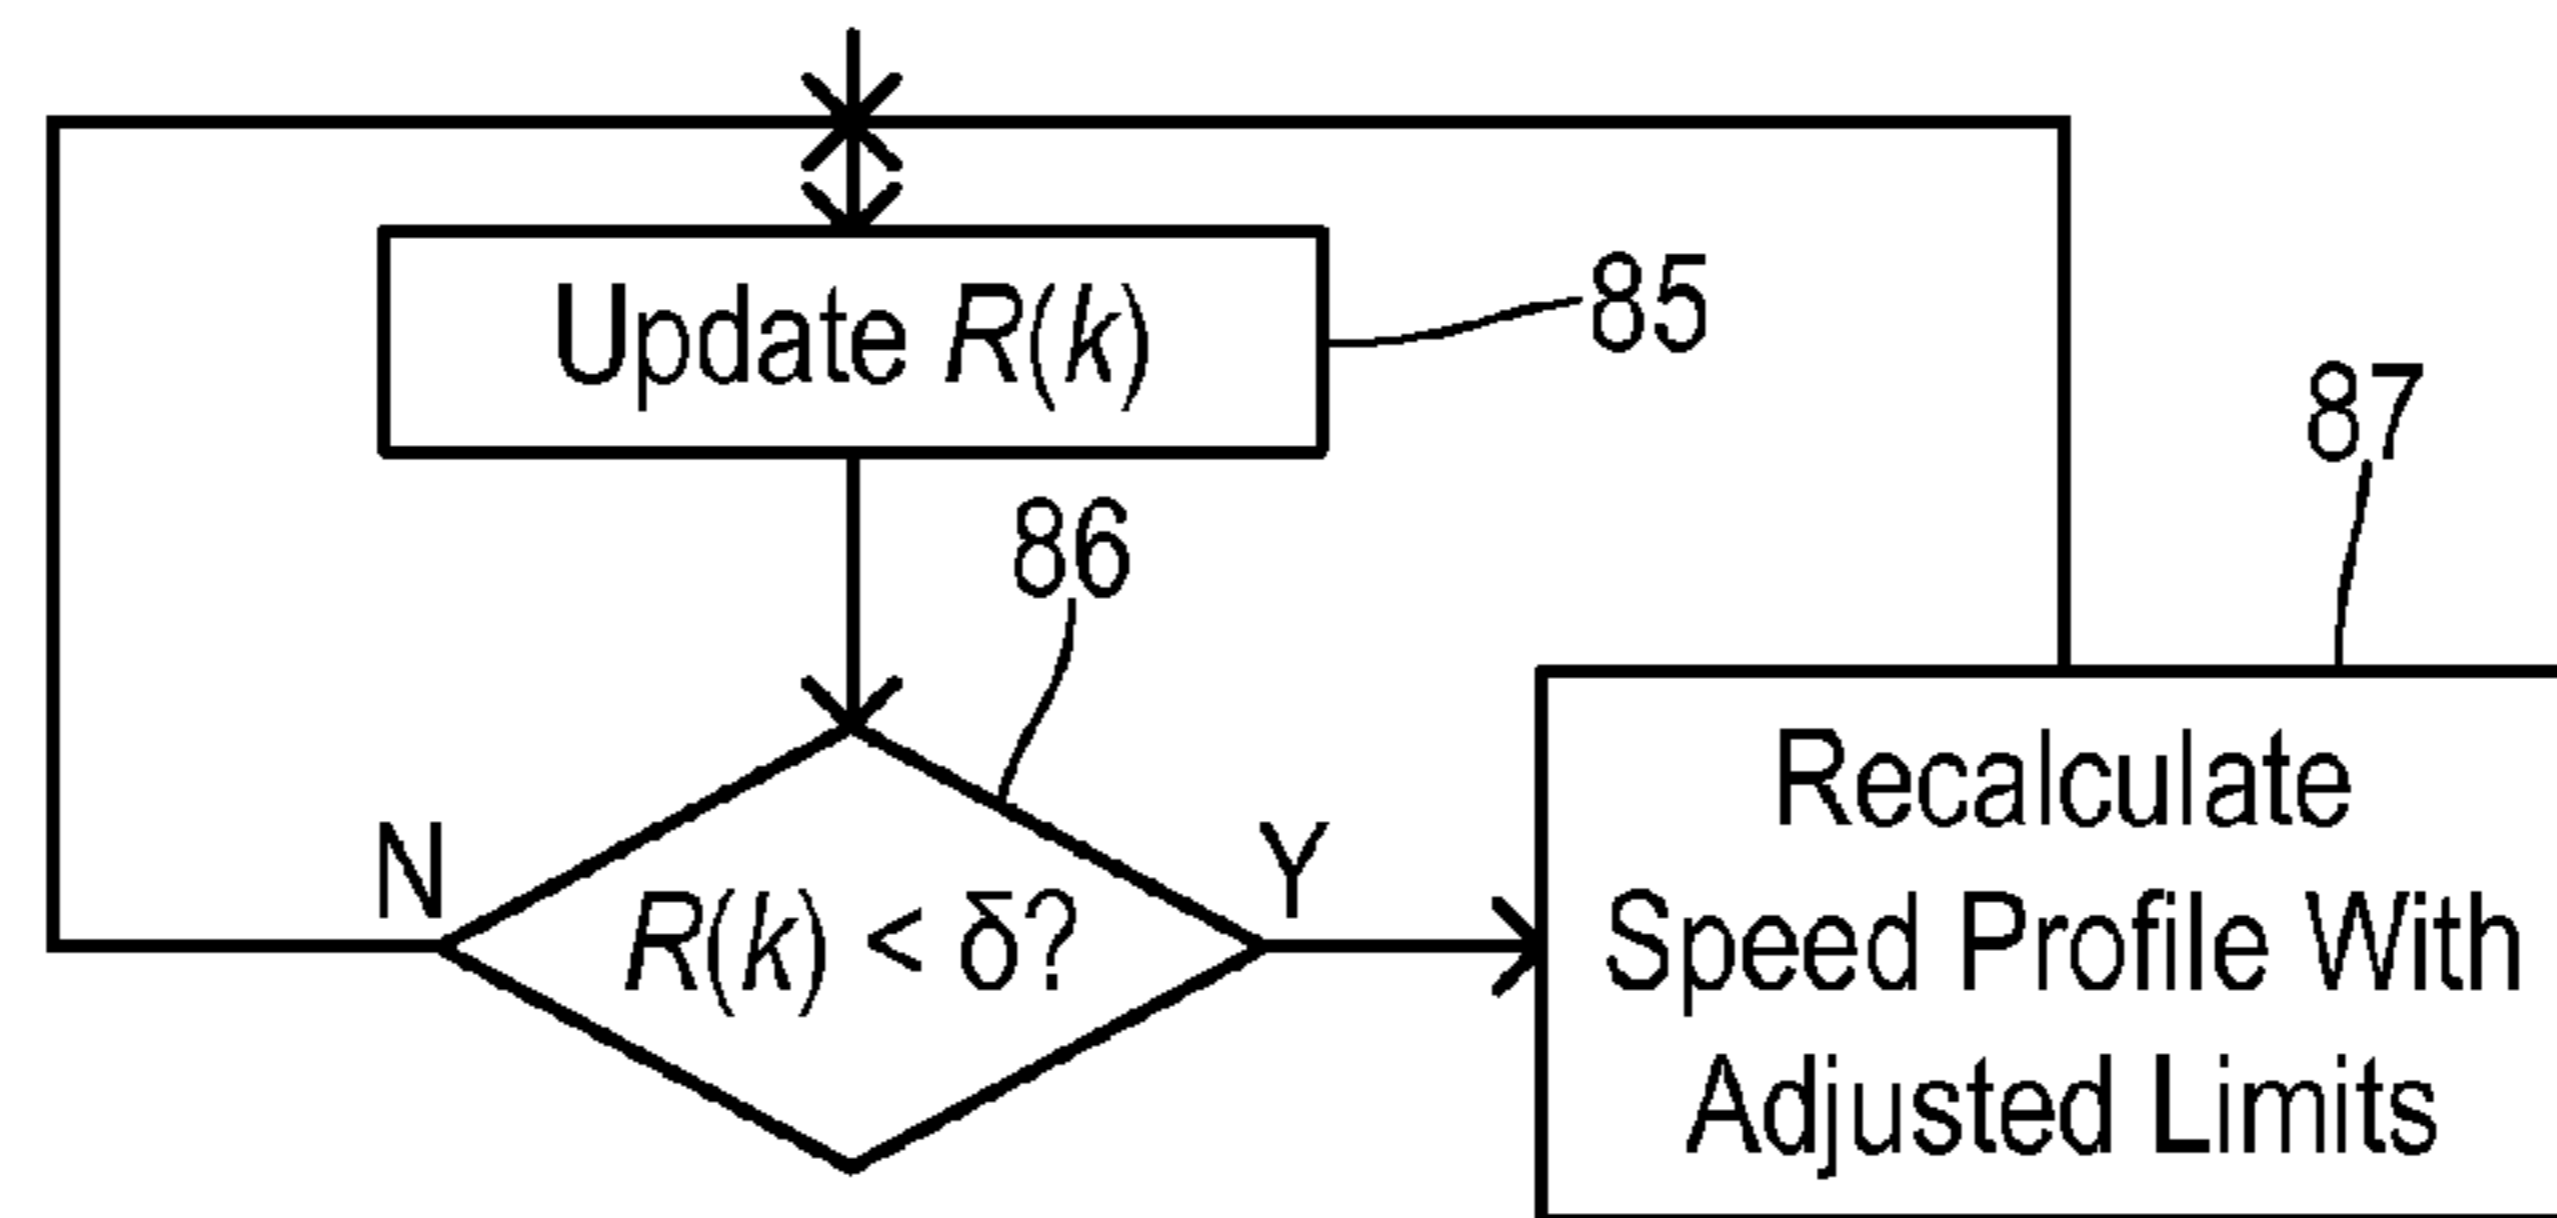 Update R(k)
85
87
86
N
R(k) < δ?
Y
Recalculate
Speed Profile With
Adjusted Limits